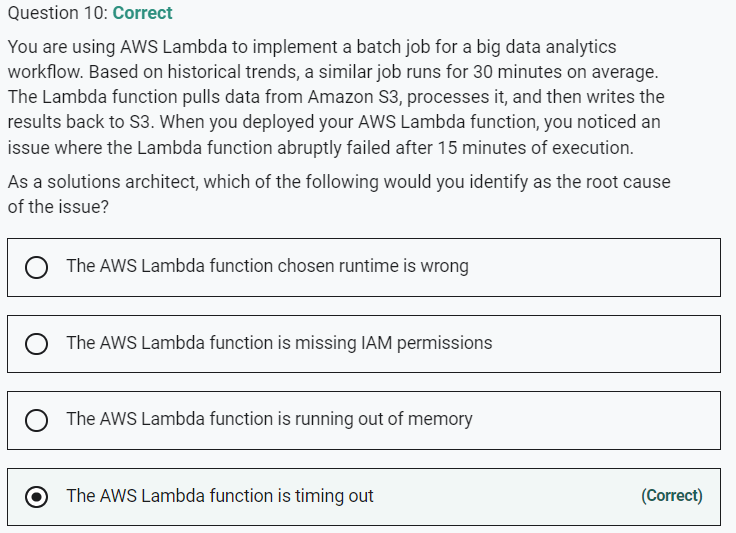 Question 10: Correct
You are using AWS Lambda to implement a batch job for a big data analytics
workflow. Based on historical trends, a similar job runs for 30 minutes on average.
The Lambda function pulls data from Amazon S3, processes it, and then writes the
results back to S3. When you deployed your AWS Lambda function, you noticed an
issue where the Lambda function abruptly failed after 15 minutes of execution.
As a solutions architect, which of the following would you identify as the root cause
of the issue?
The AWS Lambda function chosen runtime is wrong
The AWS Lambda function is missing IAM permissions
The AWS Lambda function is running out of memory
The AWS Lambda function is timing out (Correct)